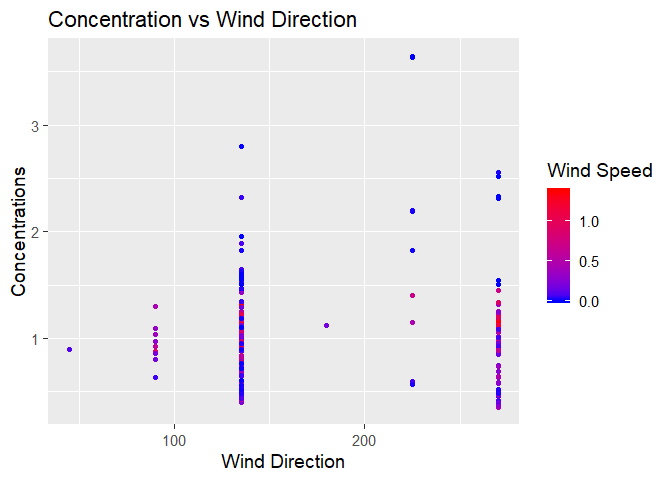 Concentration vs Wind Direction
Concentrations
3
2
1
100
200
Wind Direction
Wind Speed
1.0
0.5
0.0